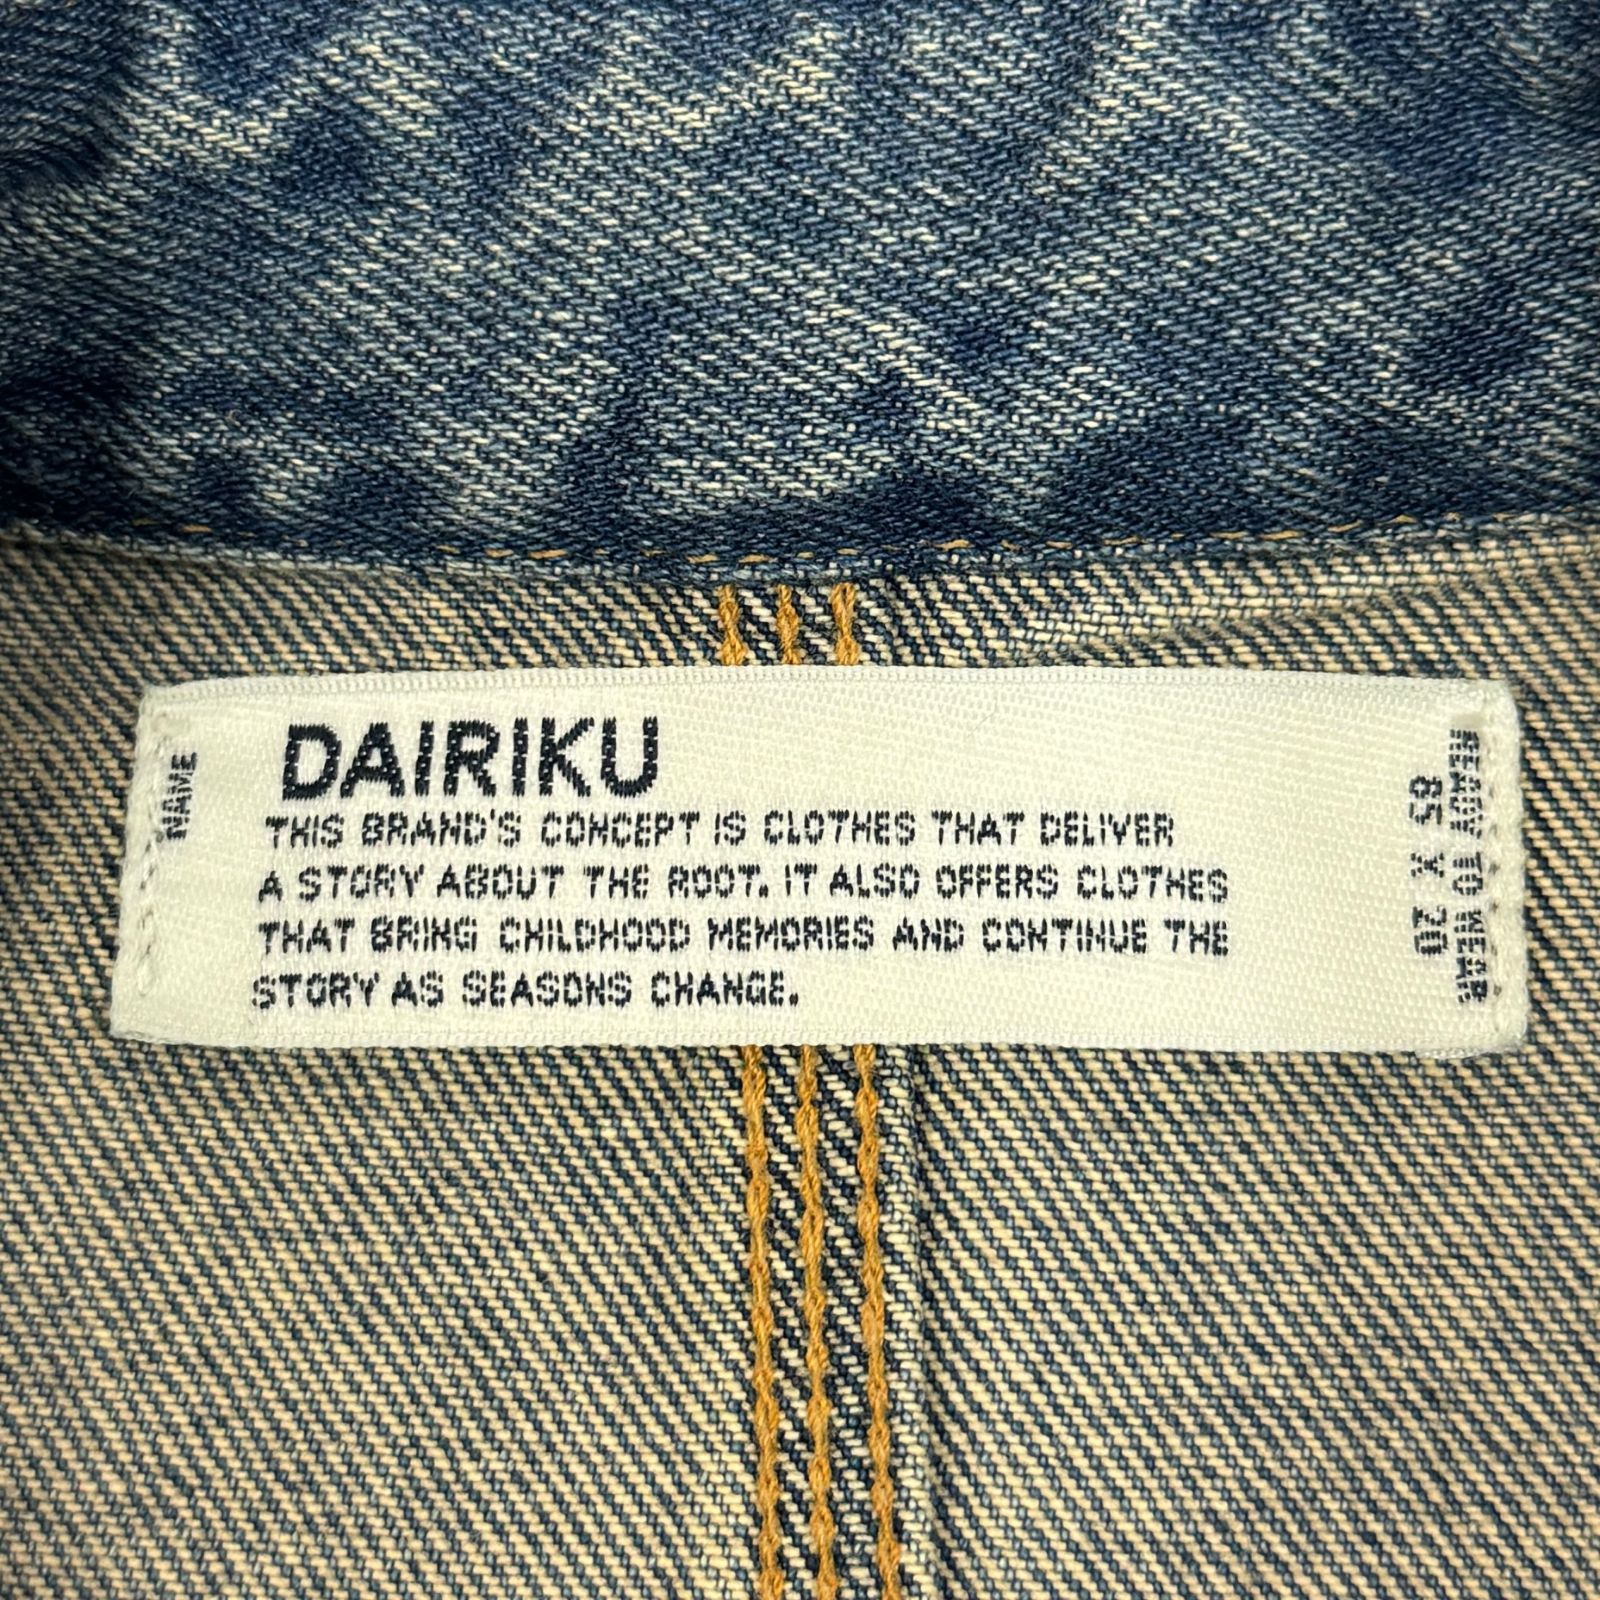 NAME
DAIRIKU
THIS BRAND'S CONCEPT IS CLOTHES THAT DELIVER
A STORY ABOUT THE ROOT. IT ALSO OFFERS CLOTHES
THAT BRING CHILDHOOD MEMORIES AND CONTINUE THE
STORY AS SEASONS CHANGE.
READY TO WEAR
65 X 20